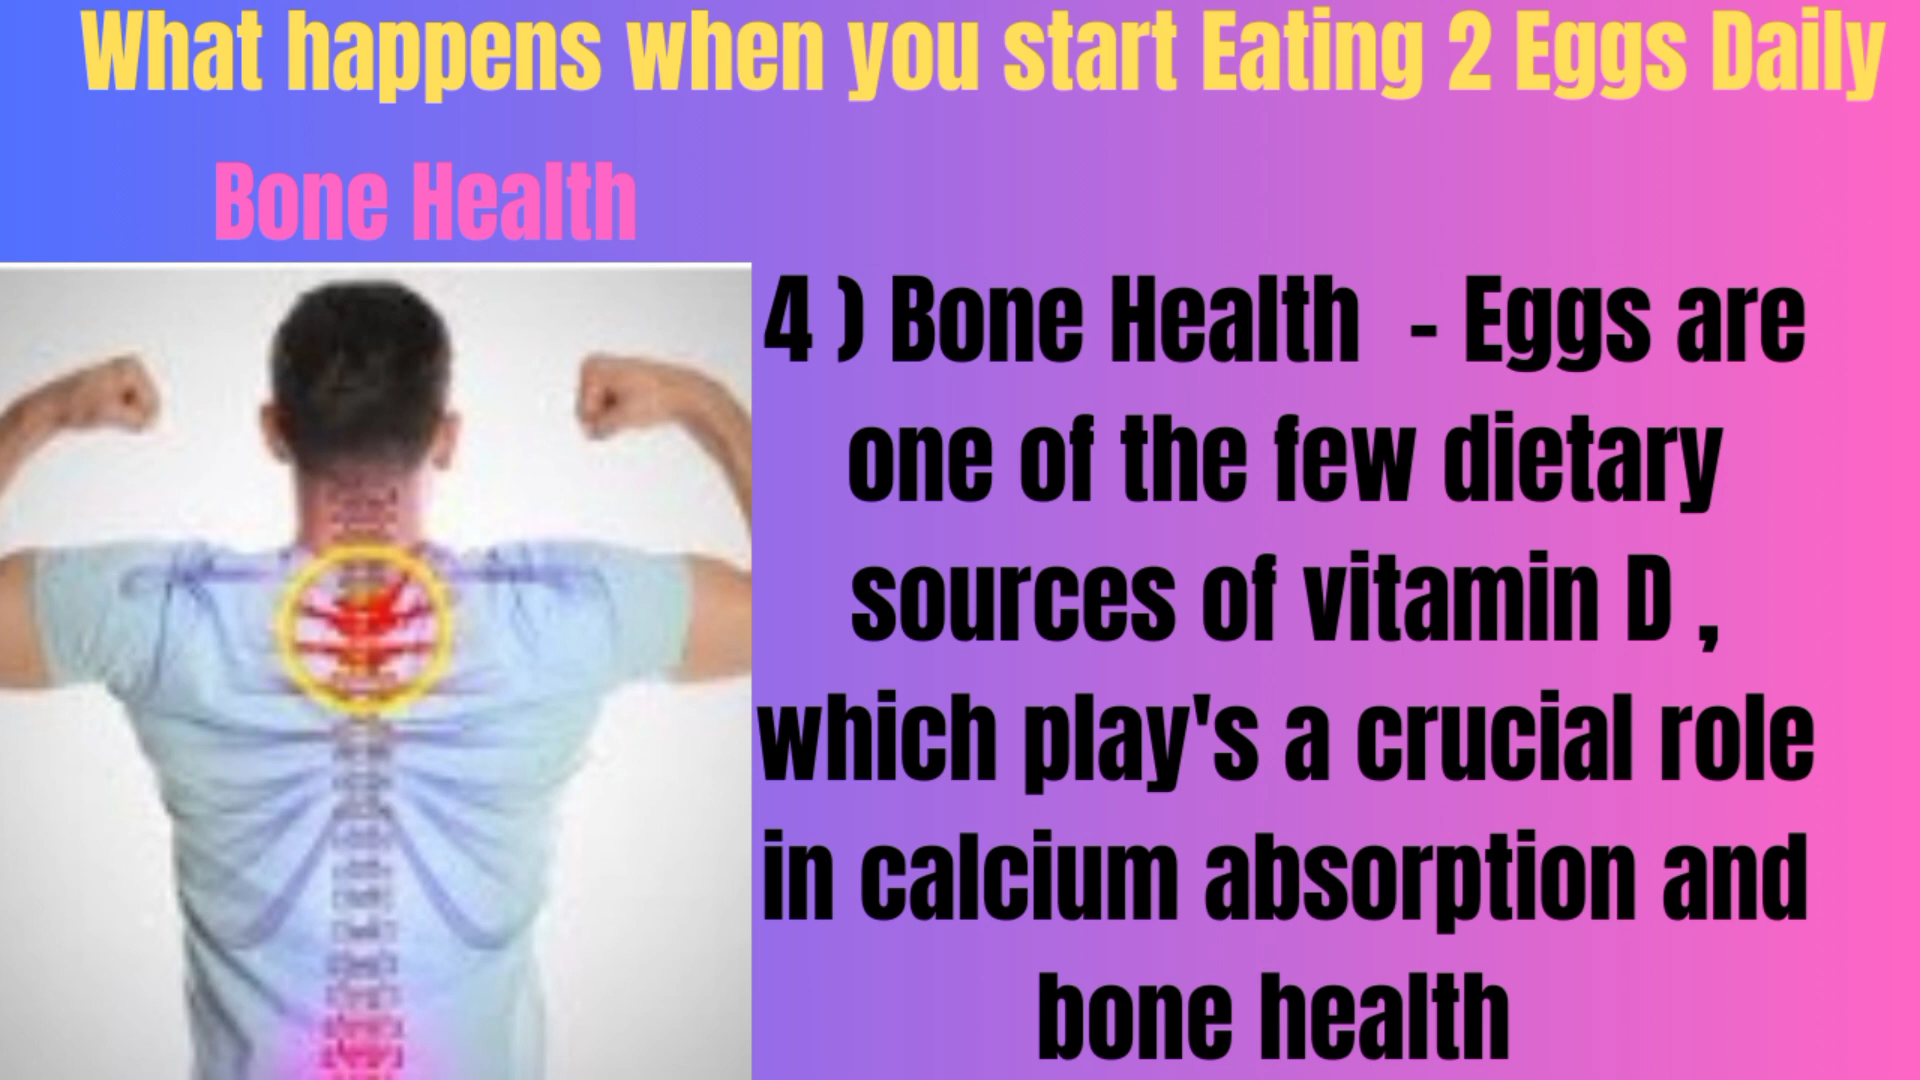 What happens when you start Eating 2 Eggs Daily
Bone Health
4 ) Bone Health - Eggs are
one of the few dietary
sources of vitamin D ,
which play's a crucial role
in calcium absorption and
bone health